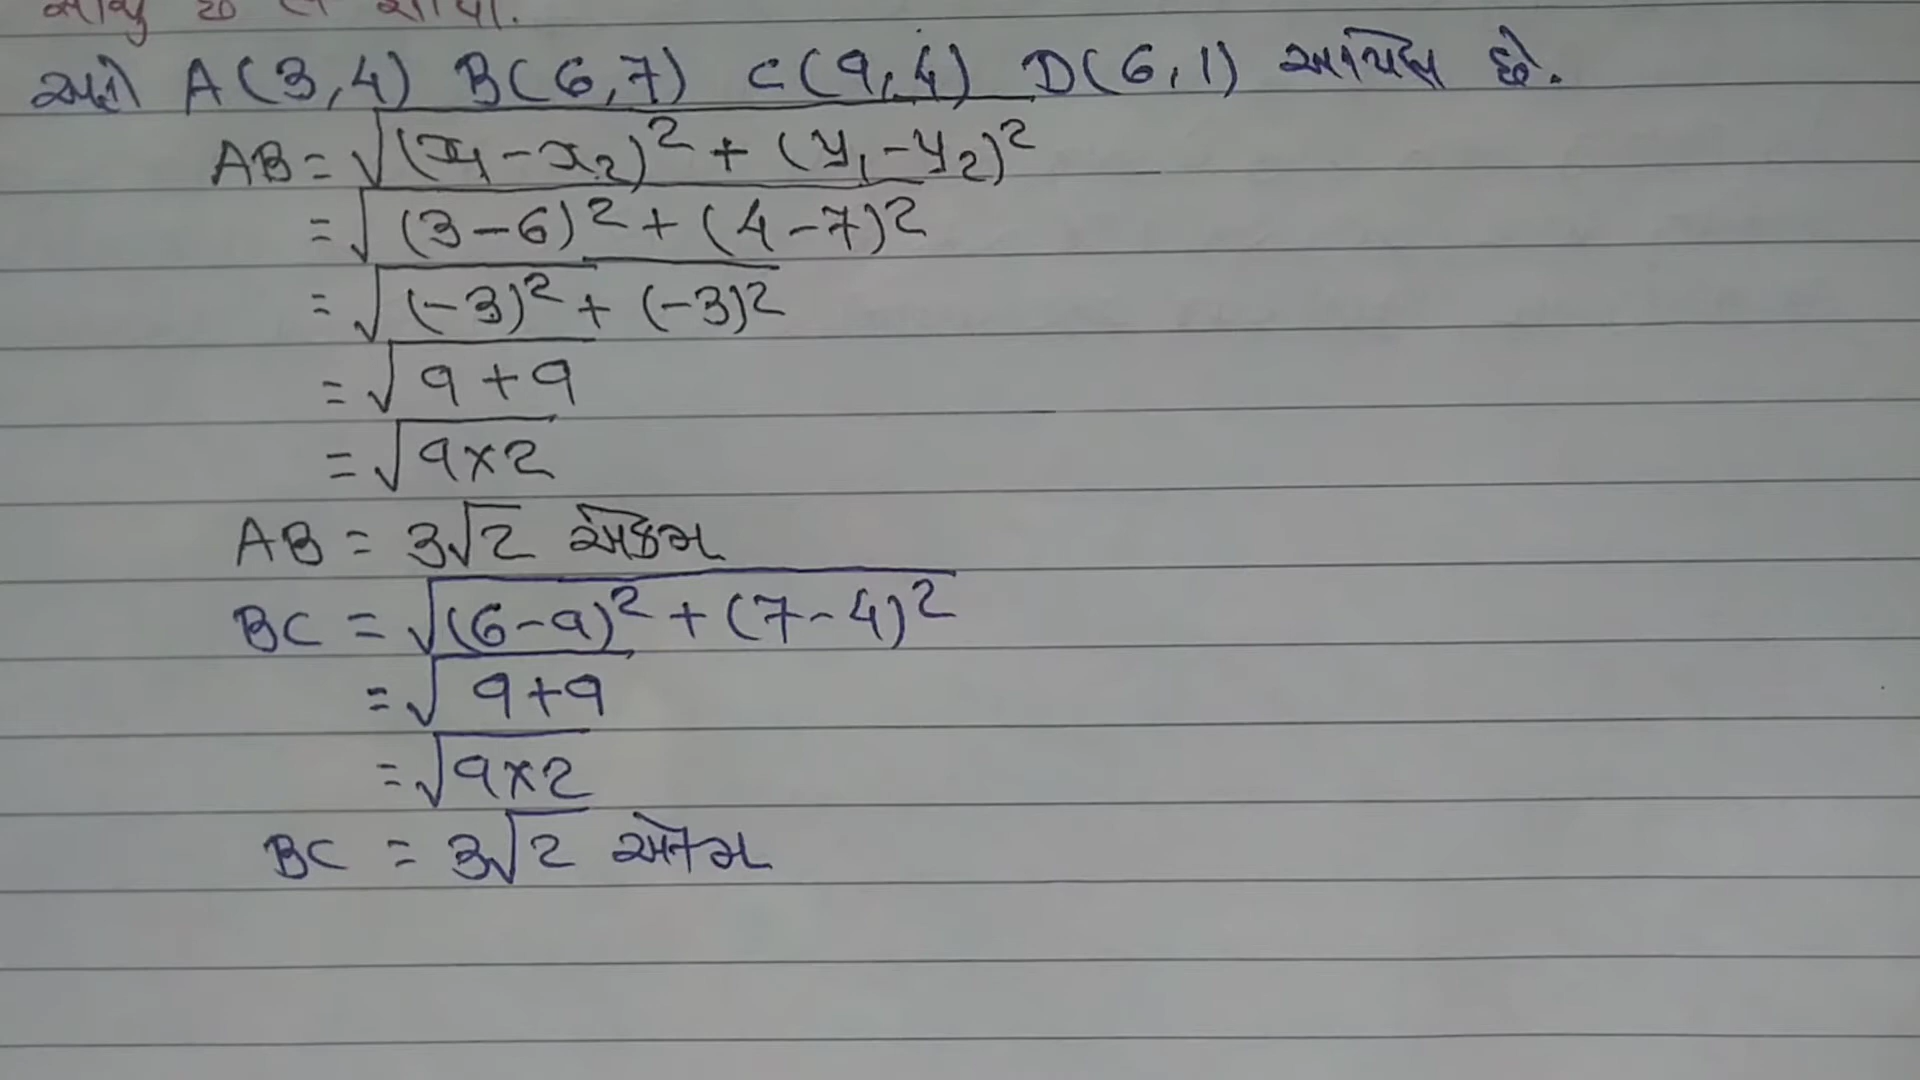 અહીં A(3,4) B(6,7) C(9,4) D(6,1) આપેલ છે.
AB = √(x₁-x₂)² + (y₁-y₂)²
= √(3-6)² + (4-7)²
= √(-3)² + (-3)²
= √9+9
= √9×2
AB = 3√2 એકમ
BC = √(6-9)² + (7-4)²
= √9+9
= √9×2
BC = 3√2 એકમ